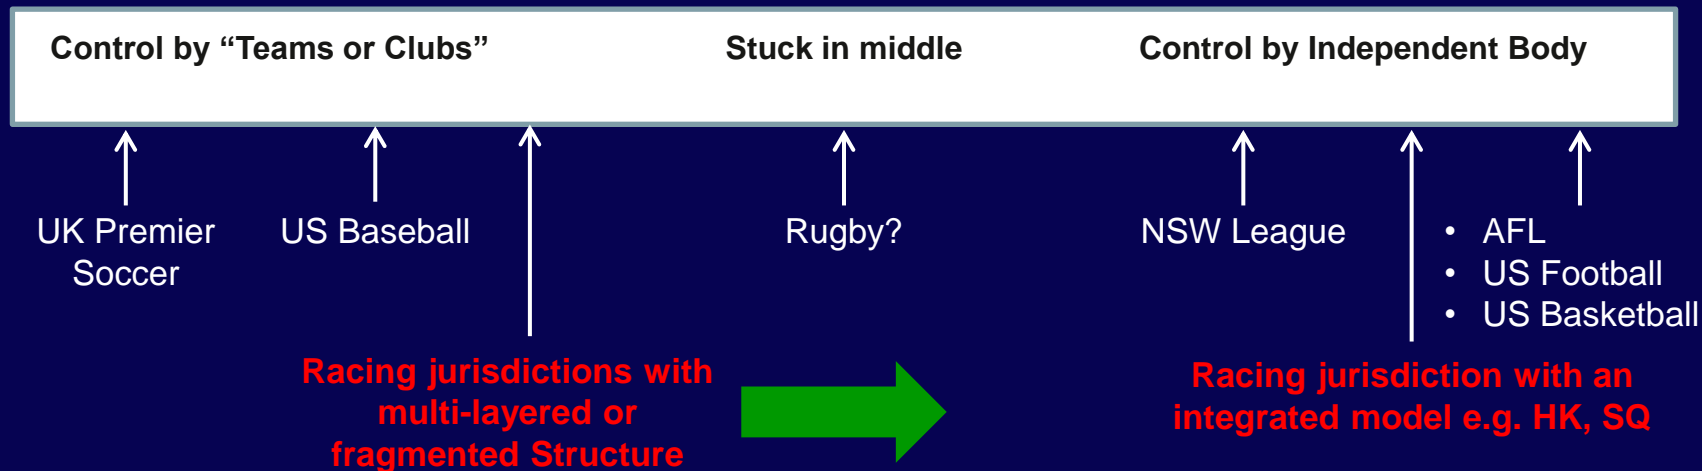 Control by “Teams or Clubs”
Stuck in middle
Control by Independent Body
UK Premier
Soccer
US Baseball
Rugby?
NSW League
• AFL
• US Football
• US Basketball
Racing jurisdictions with
multi-layered or
fragmented Structure
Racing jurisdiction with an
integrated model e.g. HK, SQ